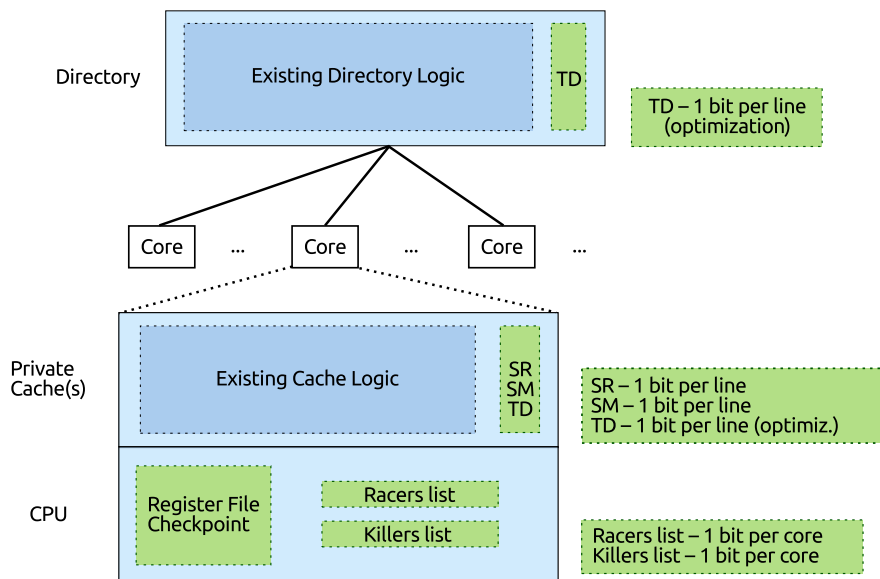 Directory
Existing Directory Logic
TD
TD – 1 bit per line
(optimization)
Core
...
Core
...
Core
...
Private
Cache(s)
Existing Cache Logic
SR
SM
TD
SR – 1 bit per line
SM – 1 bit per line
TD – 1 bit per line (optimiz.)
CPU
Register File
Checkpoint
Racers list
Killers list
Racers list – 1 bit per core
Killers list – 1 bit per core